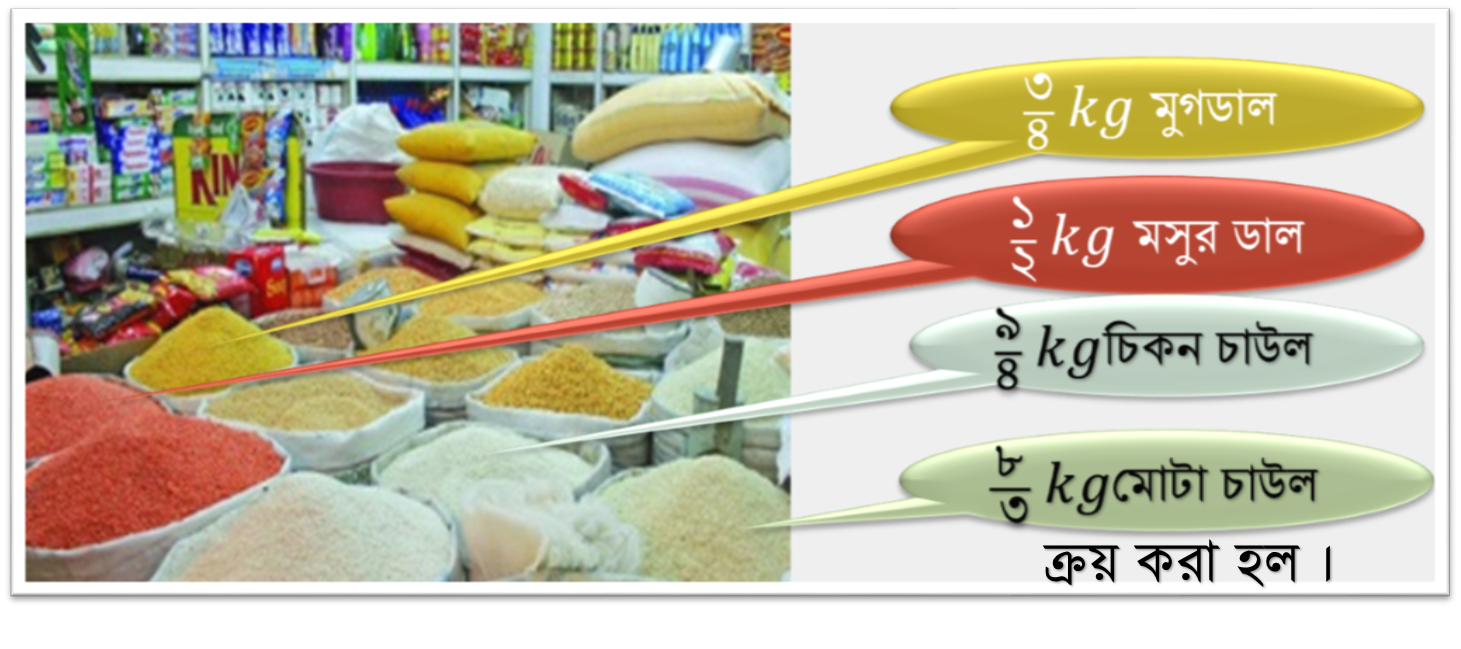 ৩/৪ kg মুগডাল
১/২ kg মসুর ডাল
৯/৪ kgচিকন চাউল
৮/৩ kgমোটা চাউল
ক্রয় করা হল ।